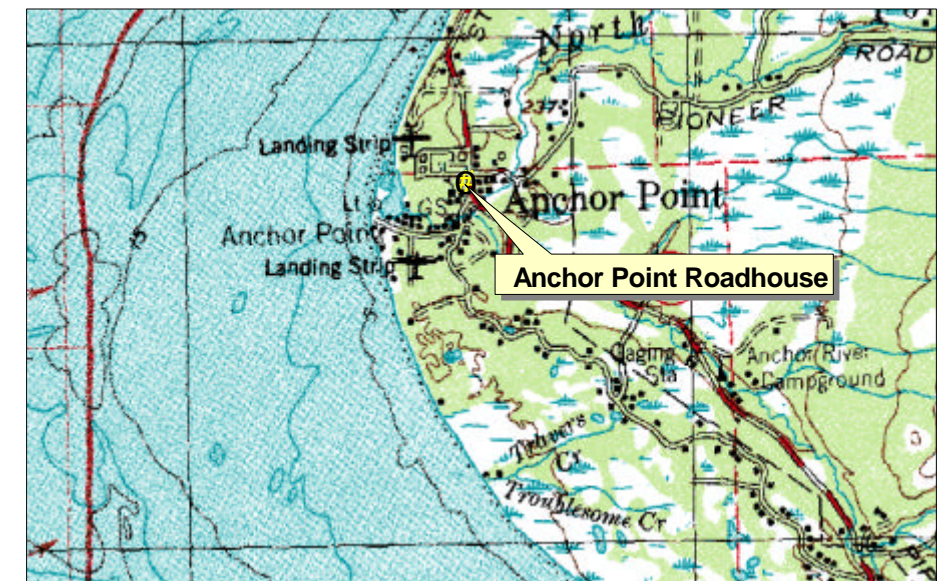 North
ROAD
237
PIONEER
Landing Strip
Lt
GS
Anchor Point
Anchor Point
Landing Strip
Anchor Point Roadhouse
Gaging
Sta
Anchor River
Campground
Travers
Cr
Troublesome Cr